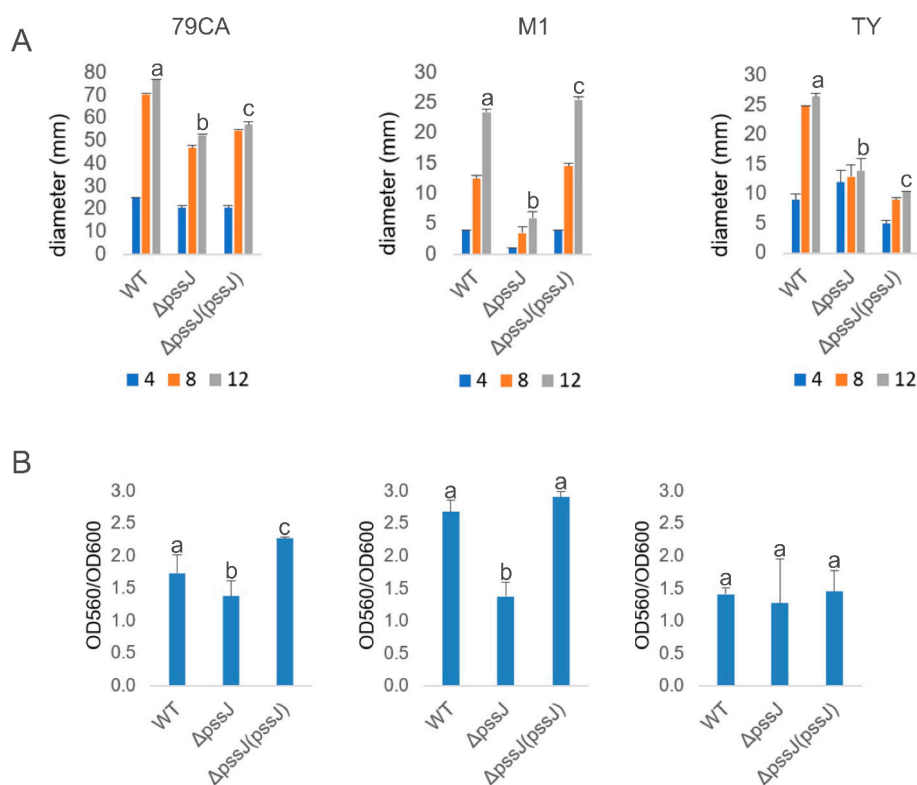 A
79CA
M1
TY
diameter (mm)
80
70
60
50
40
30
20
10
0
a
b
c
WT
ΔpssJ
ΔpssJ(pssJ)
4 8 12
diameter (mm)
30
25
20
15
10
5
0
a
b
c
WT
ΔpssJ
ΔpssJ(pssJ)
4 8 12
diameter (mm)
30
25
20
15
10
5
0
a
b
c
WT
ΔpssJ
ΔpssJ(pssJ)
4 8 12
B
OD560/OD600
3.0
2.5
2.0
1.5
1.0
0.5
0.0
a
b
c
WT
ΔpssJ
ΔpssJ(pssJ)
OD560/OD600
3.0
2.5
2.0
1.5
1.0
0.5
0.0
a
b
a
WT
ΔpssJ
ΔpssJ(pssJ)
OD560/OD600
3.0
2.5
2.0
1.5
1.0
0.5
0.0
a
a
a
WT
ΔpssJ
ΔpssJ(pssJ)